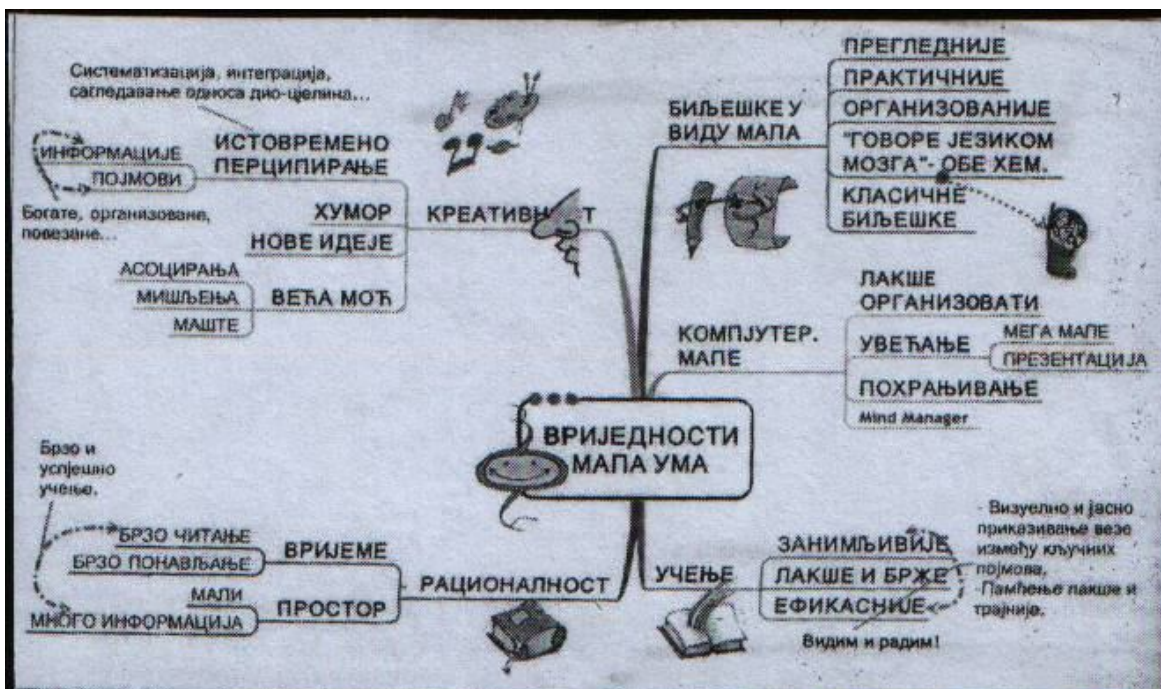 ВРИЈЕДНОСТИ
МАПА УМА
БИЉЕШКЕ У
ВИДУ МАПА
ПРЕГЛЕДНИЈЕ
ПРАКТИЧНИЈЕ
ОРГАНИЗОВАНИЈЕ
"ГОВОРЕ ЈЕЗИКОМ
МОЗГА"- ОБЕ ХЕМ.
КЛАСИЧНЕ
БИЉЕШКЕ
КОМПЈУТЕР.
МАПЕ
ЛАКШЕ
ОРГАНИЗОВАТИ
УВЕЋАЊЕ
МЕГА МАПЕ
ПРЕЗЕНТАЦИЈА
ПОХРАЊИВАЊЕ
Mind Manager
УЧЕЊЕ
ЗАНИМЉИВИЈЕ
ЛАКШЕ И БРЖЕ
ЕФИКАСНИЈЕ
- Визуелно и јасно
приказивање везе
између кључних
појмова.
-Памћење лакше и
трајније.
Видим и радим!
РАЦИОНАЛНОСТ
ВРИЈЕМЕ
БРЗО ЧИТАЊЕ
БРЗО ПОНАВЉАЊЕ
ПРОСТОР
МАЛИ
МНОГО ИНФОРМАЦИЈА
Брзо и
успјешно
учење.
КРЕАТИВН Т
ИСТОВРЕМЕНО
ПЕРЦИПИРАЊЕ
Систематизација, интеграција,
сагледавање односа дио-цјелина...
ИНФОРМАЦИЈЕ
ПОЈМОВИ
Богате, организоване,
повезане...
ХУМОР
НОВЕ ИДЕЈЕ
ВЕЋА МОЋ
АСОЦИРАЊА
МИШЉЕЊА
МАШТЕ